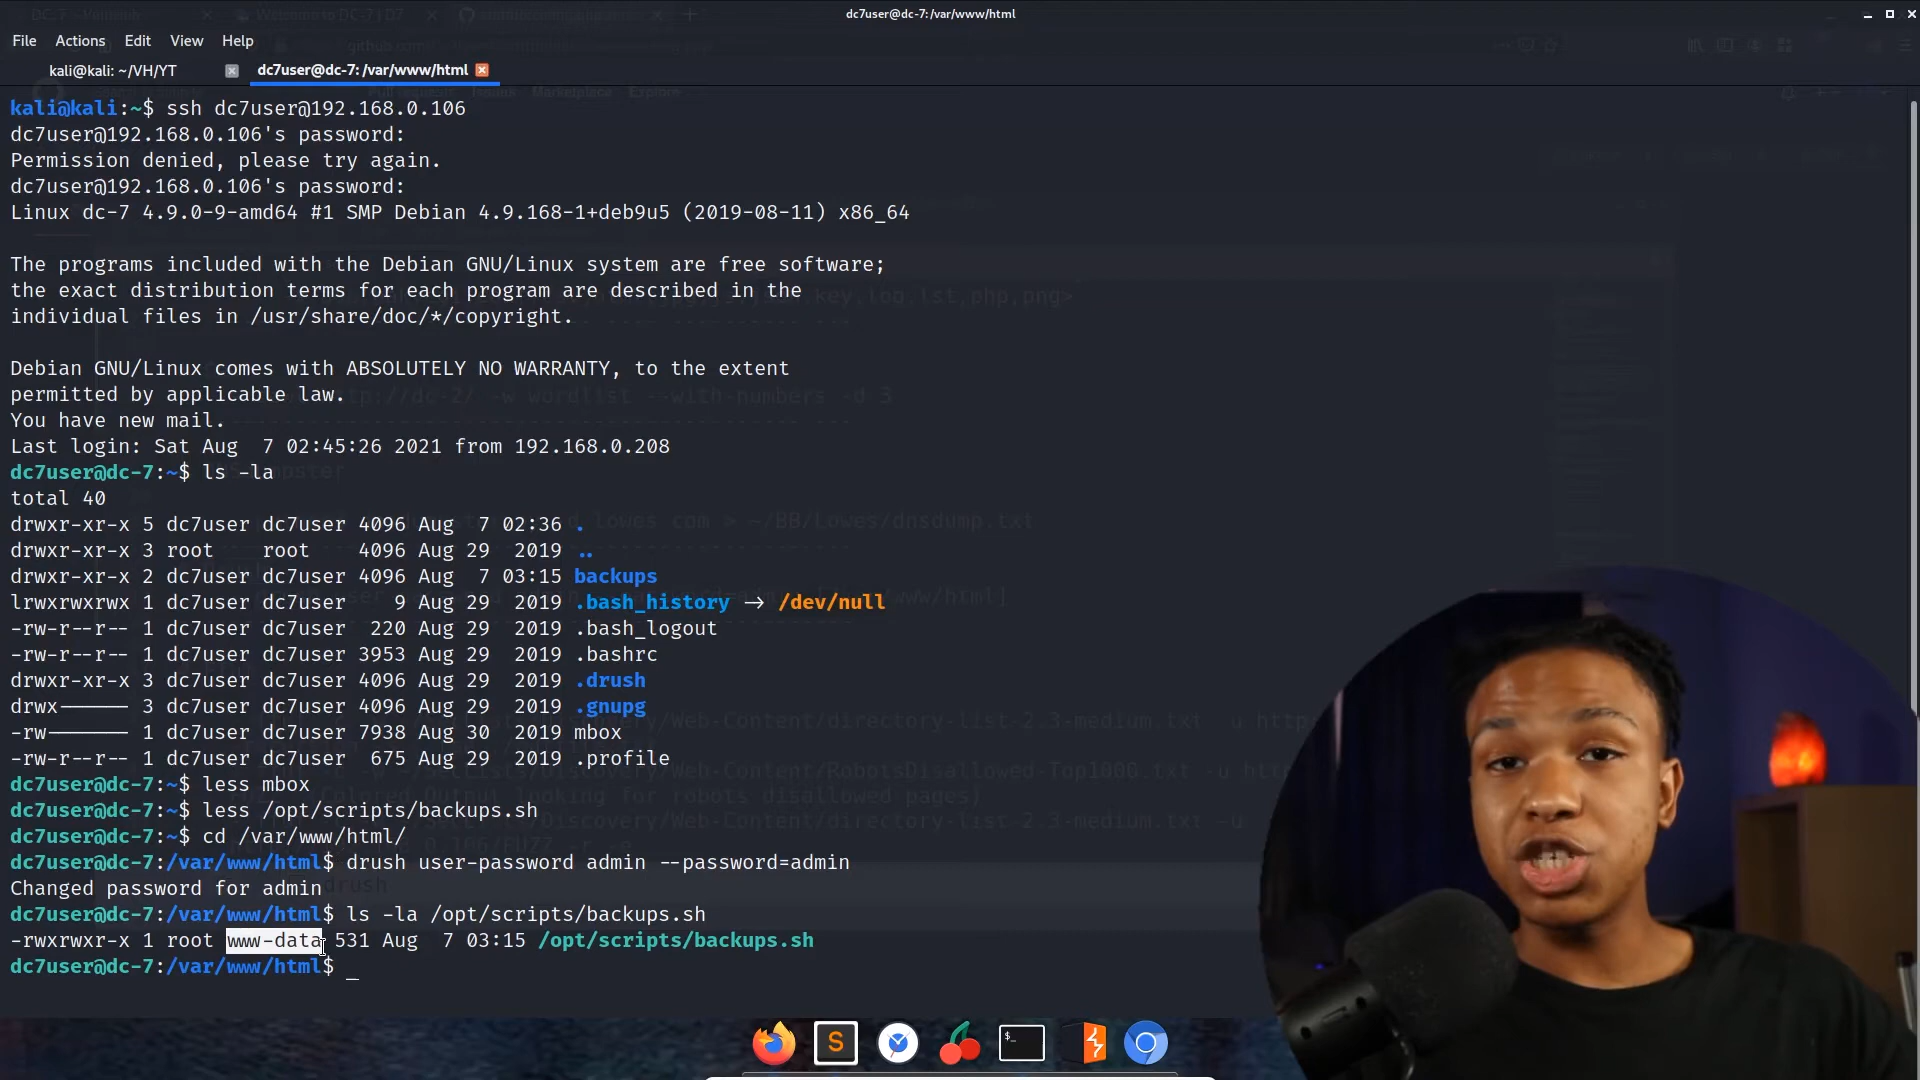 dc7user@dc-7:/var/www/html
File Actions Edit View Help
kali@kali: ~/VH/YT
dc7user@dc-7:/var/www/html
kali@kali:~$ ssh dc7user@192.168.0.106
dc7user@192.168.0.106's password:
Permission denied, please try again.
dc7user@192.168.0.106's password:
Linux dc-7 4.9.0-9-amd64 #1 SMP Debian 4.9.168-1+deb9u5 (2019-08-11) x86_64
The programs included with the Debian GNU/Linux system are free software;
the exact distribution terms for each program are described in the
individual files in /usr/share/doc/*/copyright.
Debian GNU/Linux comes with ABSOLUTELY NO WARRANTY, to the extent
permitted by applicable law.
You have new mail.
Last login: Sat Aug  7 02:45:26 2021 from 192.168.0.208
dc7user@dc-7:~$ ls -la
total 40
drwxr-xr-x 5 dc7user dc7user 4096 Aug  7 02:36 .
drwxr-xr-x 3 root    root    4096 Aug 29  2019 ..
drwxr-xr-x 2 dc7user dc7user 4096 Aug  7 03:15 backups
lrwxrwxrwx 1 dc7user dc7user    9 Aug 29  2019 .bash_history -> /dev/null
-rw-r--r-- 1 dc7user dc7user  220 Aug 29  2019 .bash_logout
-rw-r--r-- 1 dc7user dc7user 3953 Aug 29  2019 .bashrc
drwxr-xr-x 3 dc7user dc7user 4096 Aug 29  2019 .drush
drwx------ 3 dc7user dc7user 4096 Aug 29  2019 .gnupg
-rw------- 1 dc7user dc7user 7938 Aug 30  2019 mbox
-rw-r--r-- 1 dc7user dc7user  675 Aug 29  2019 .profile
dc7user@dc-7:~$ less mbox
dc7user@dc-7:~$ less /opt/scripts/backups.sh
dc7user@dc-7:~$ cd /var/www/html/
dc7user@dc-7:/var/www/html$ drush user-password admin --password=admin
Changed password for admin
dc7user@dc-7:/var/www/html$ ls -la /opt/scripts/backups.sh
-rwxrwxr-x 1 root www-data 531 Aug  7 03:15 /opt/scripts/backups.sh
dc7user@dc-7:/var/www/html$ _